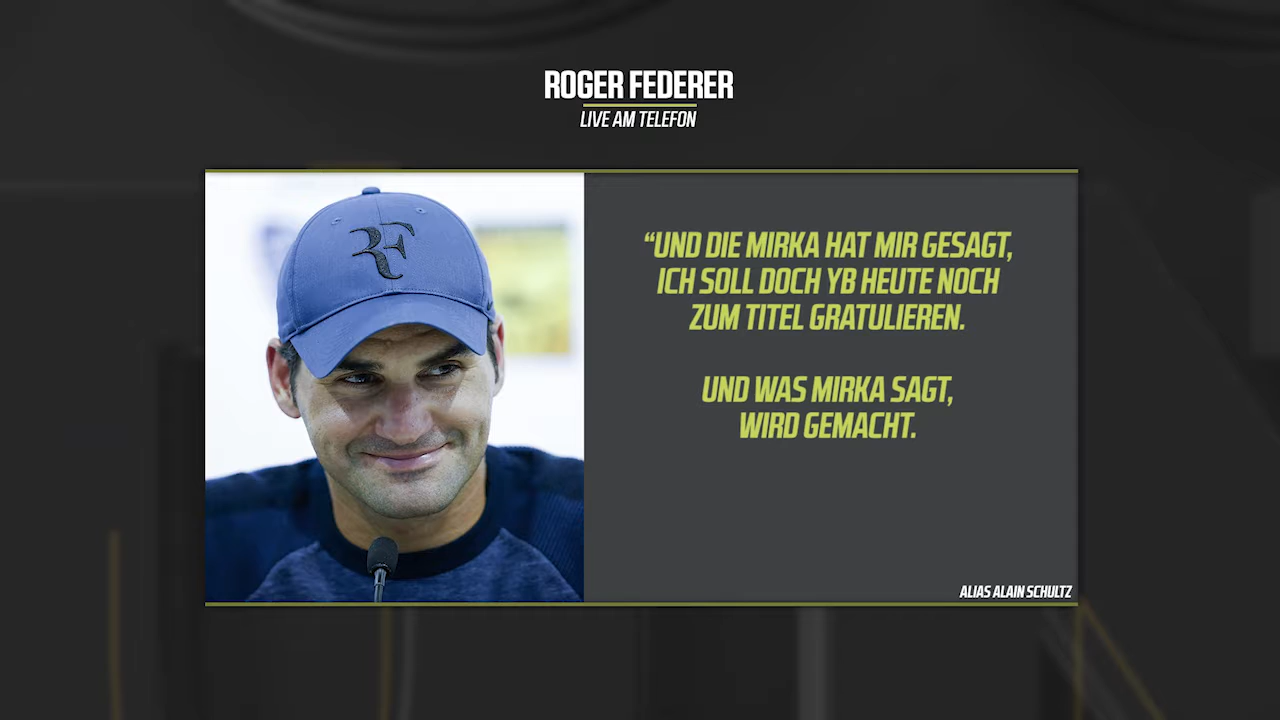 ROGER FEDERER
LIVE AM TELEFON
RF
“UND DIE MIRKA HAT MIR GESAGT,
ICH SOLL DOCH YB HEUTE NOCH
ZUM TITEL GRATULIEREN.
UND WAS MIRKA SAGT,
WIRD GEMACHT.
ALIAS ALAIN SCHULTZ